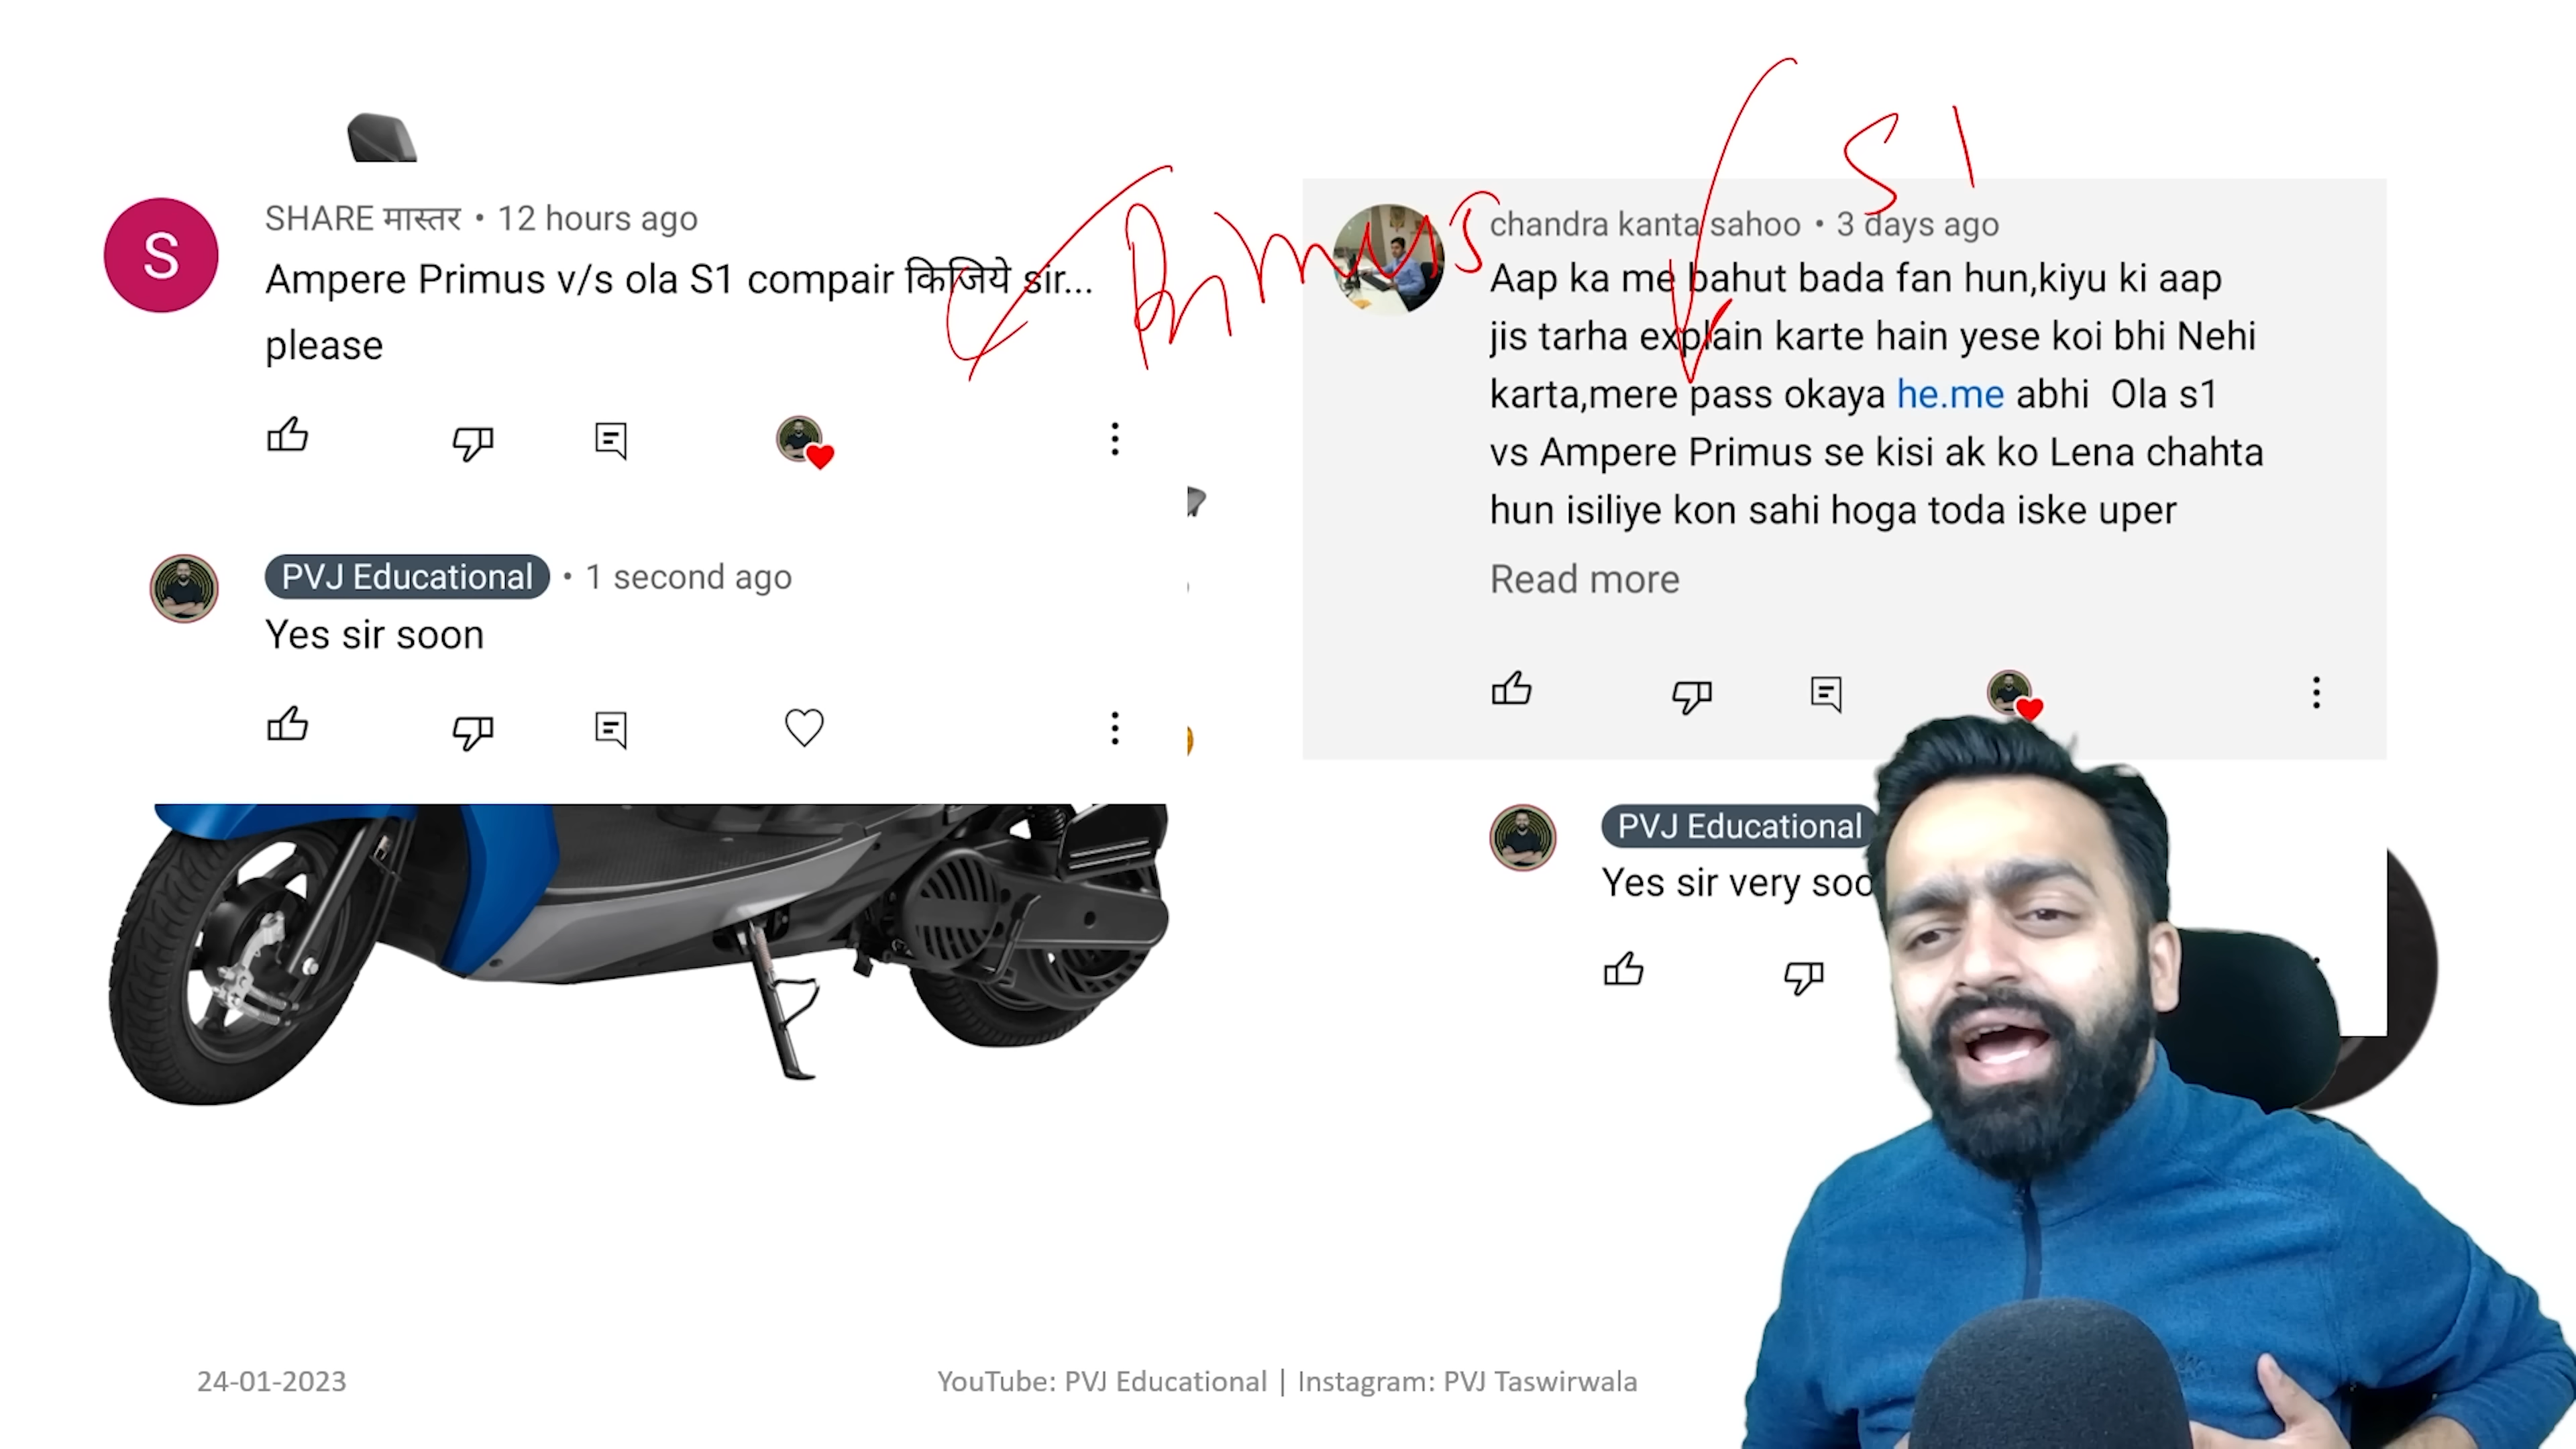 S1
Primus
S
SHARE मास्तर • 12 hours ago
Ampere Primus v/s ola S1 compair किजिये sir...
please
PVJ Educational • 1 second ago
Yes sir soon
chandra kanta sahoo • 3 days ago
Aap ka me bahut bada fan hun,kiyu ki aap
jis tarha explain karte hain yese koi bhi Nehi
karta,mere pass okaya he.me abhi Ola s1
vs Ampere Primus se kisi ak ko Lena chahta
hun isiliye kon sahi hoga toda iske uper
Read more
PVJ Educational
Yes sir very soo
24-01-2023
YouTube: PVJ Educational | Instagram: PVJ Taswirwala